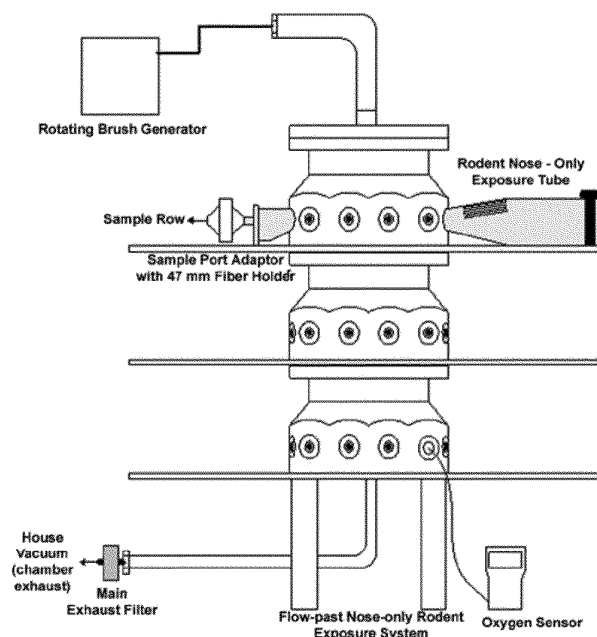 Rotating Brush Generator
Rodent Nose - Only
Exposure Tube
Sample Row
Sample Port Adaptor
with 47 mm Fiber Holder
House
Vacuum
(chamber
exhaust)
Main
Exhaust Filter
Flow-past Nose-only Rodent
Exposure System
Oxygen Sensor